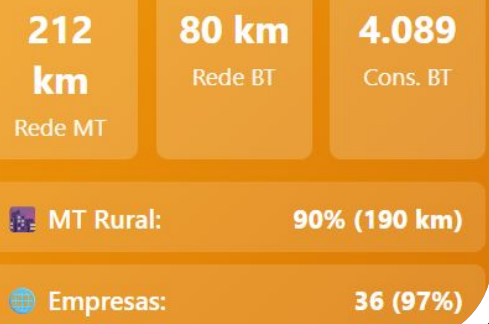 212
km
Rede MT
80 km
Rede BT
4.089
Cons. BT
MT Rural: 90% (190 km)
Empresas: 36 (97%)